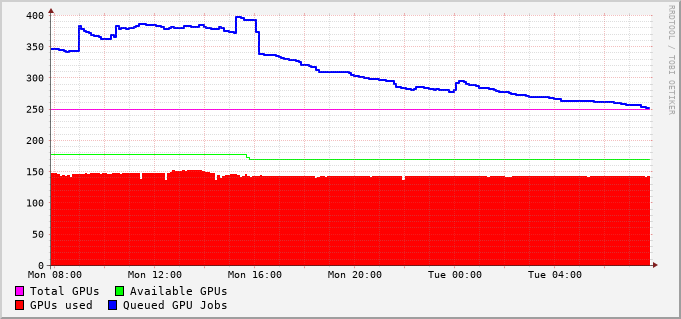 400
350
300
250
200
150
100
50
0
Mon 08:00 Mon 12:00 Mon 16:00 Mon 20:00 Tue 00:00 Tue 04:00
Total GPUs Available GPUs
GPUs used Queued GPU Jobs
RRDTOOL / TOBI OETIKER